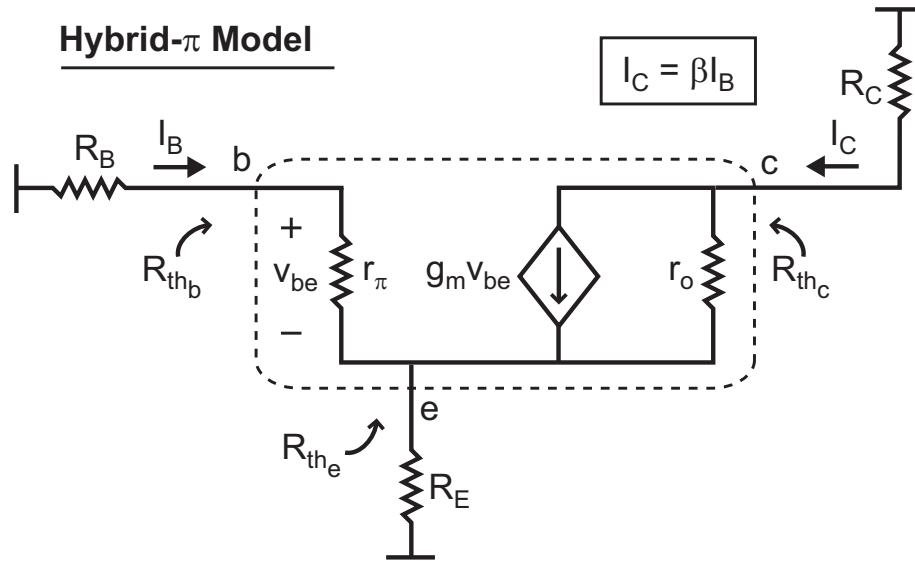 Hybrid-π Model
I_C = βI_B
R_C
R_B
I_B
b
c
I_C
R_th_b
+
v_be
−
r_π
g_m v_be
r_o
R_th_c
e
R_th_e
R_E